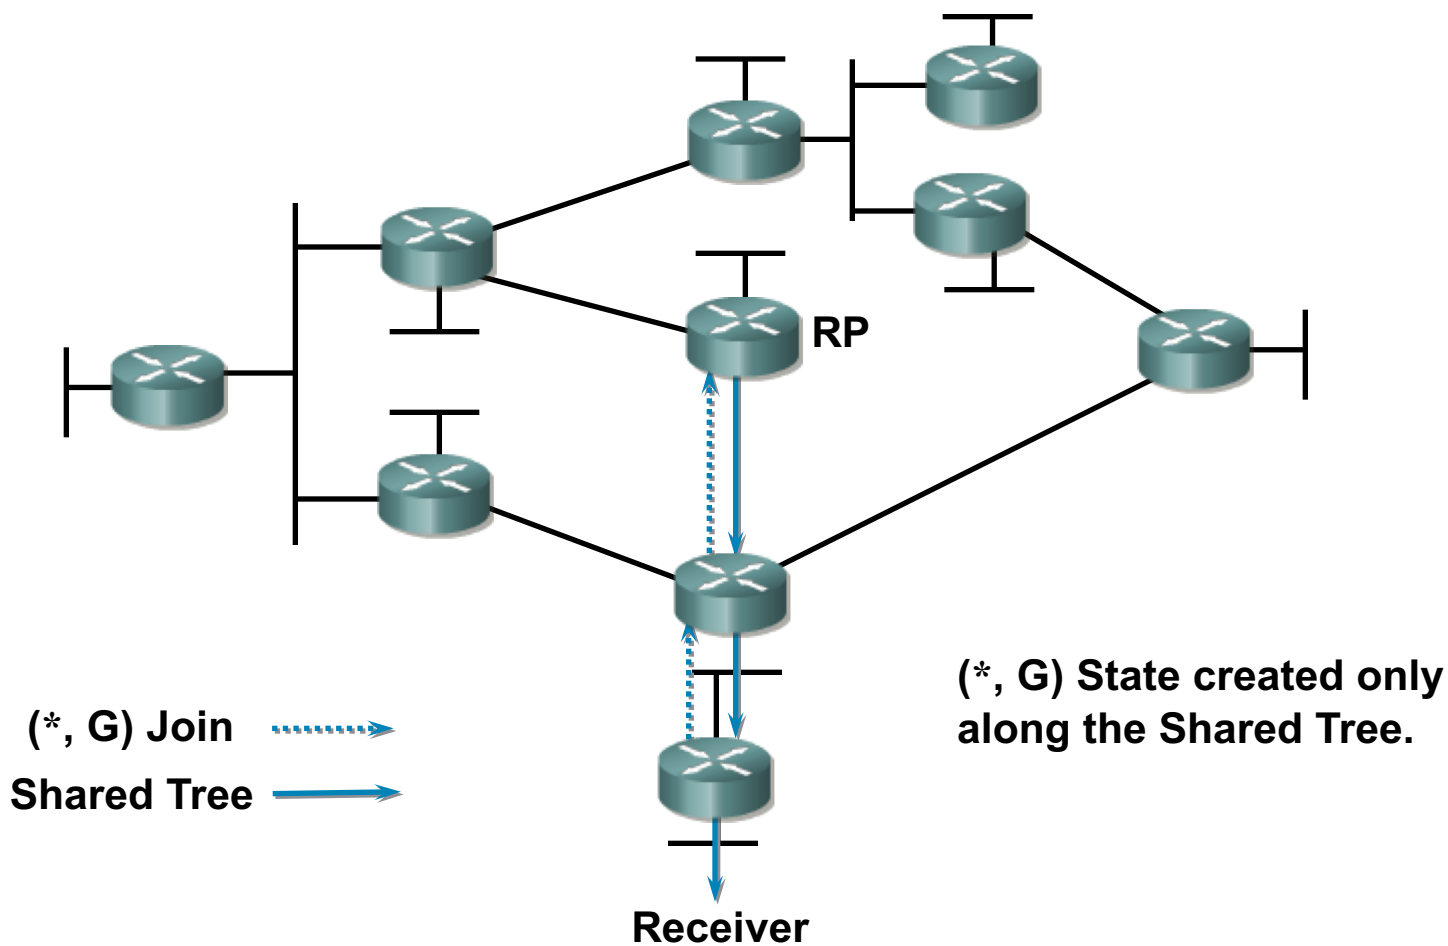 RP
(*, G) State created only
along the Shared Tree.
(*, G) Join
Shared Tree
Receiver